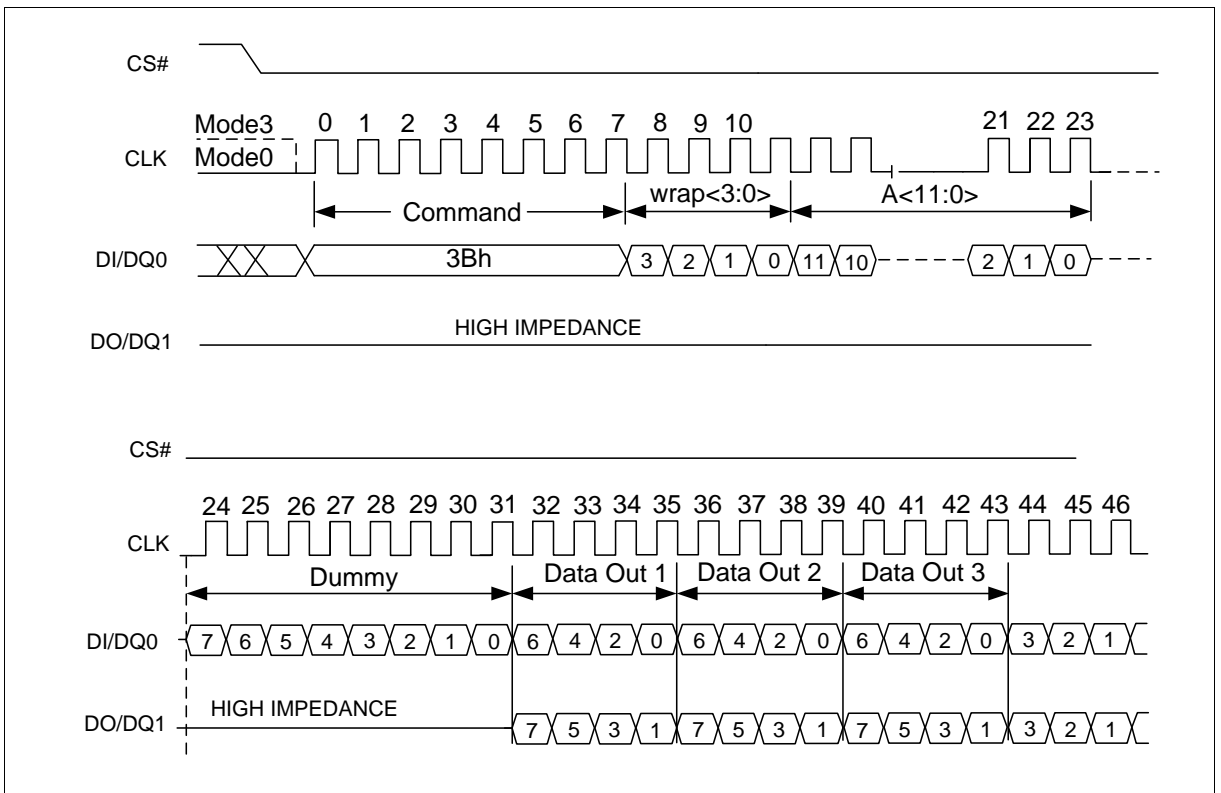 CS#
Mode3 0 1 2 3 4 5 6 7 8 9 10 21 22 23
CLK Mode0
Command wrap<3:0> A<11:0>
DI/DQ0 3Bh 3 2 1 0 11 10 2 1 0
HIGH IMPEDANCE
DO/DQ1
CS#
24 25 26 27 28 29 30 31 32 33 34 35 36 37 38 39 40 41 42 43 44 45 46
CLK
Dummy Data Out 1 Data Out 2 Data Out 3
DI/DQ0 7 6 5 4 3 2 1 0 6 4 2 0 6 4 2 0 6 4 2 0 3 2 1
HIGH IMPEDANCE
DO/DQ1 7 5 3 1 7 5 3 1 7 5 3 1 3 2 1